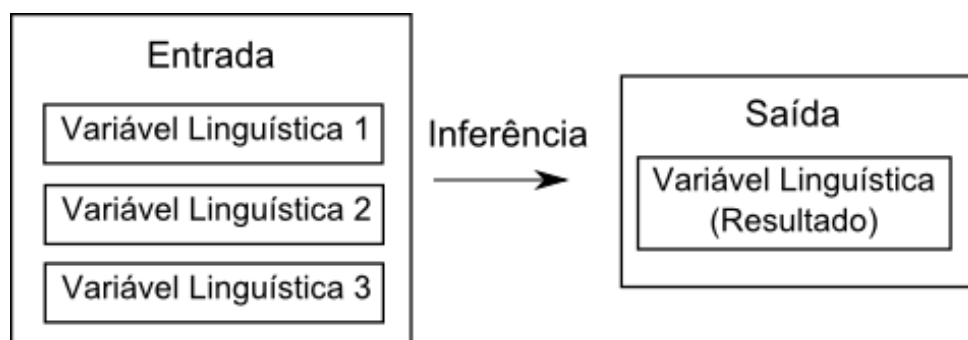 Entrada
Variável Linguística 1
Variável Linguística 2
Variável Linguística 3
Inferência
Saída
Variável Linguística
(Resultado)